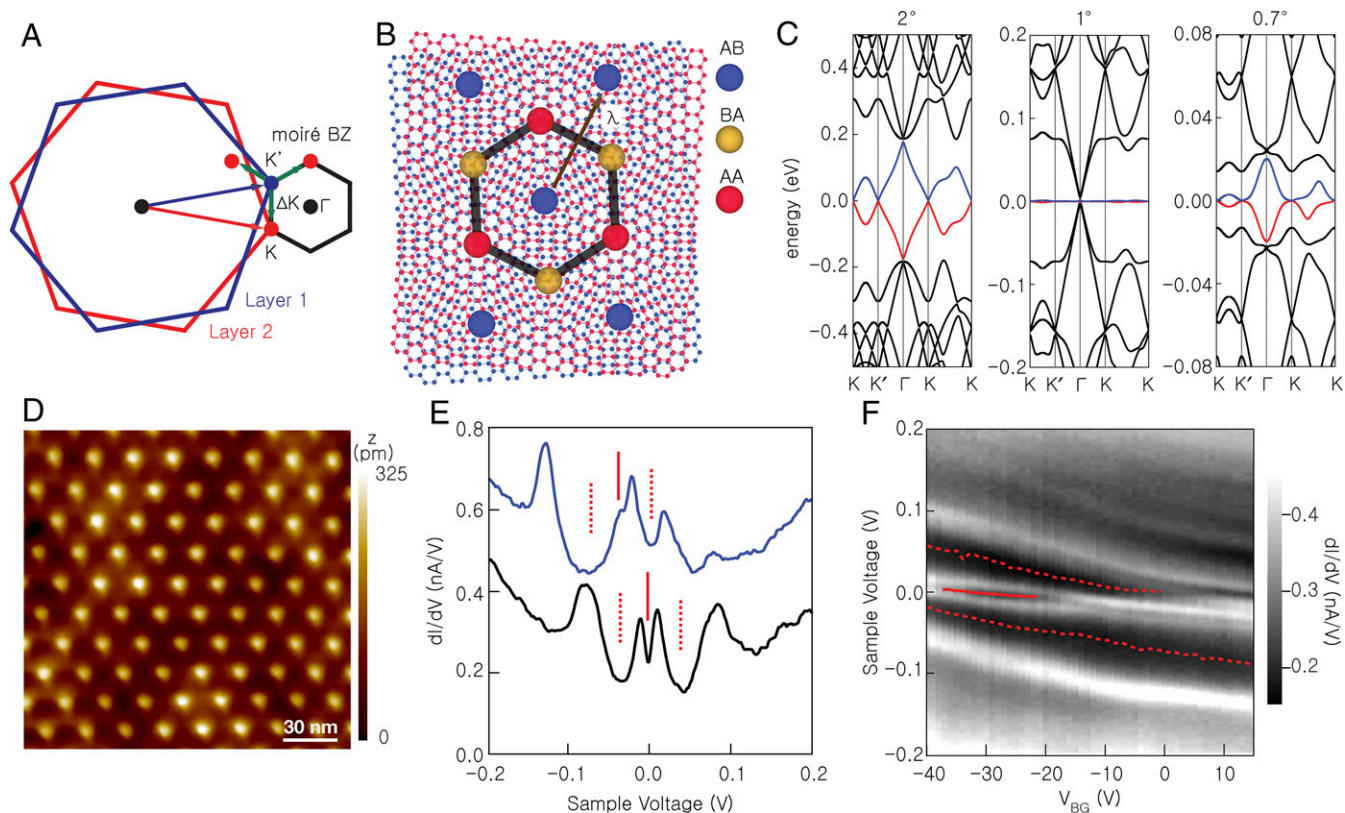 A
moiré BZ
K'
ΔK
Γ
K
Layer 1
Layer 2
B
λ
AB
BA
AA
C
2° 1° 0.7°
energy (eV)
0.4
0.2
0.0
−0.2
−0.4
K K′ Γ K K
0.2
0.1
0.0
−0.1
−0.2
K K′ Γ K K
0.08
0.04
0.00
−0.04
−0.08
K K′ Γ K K
D
z
(pm)
325
0
30 nm
E
dI/dV (nA/V)
0.8
0.6
0.4
0.2
0.0
−0.2 −0.1 0.0 0.1 0.2
Sample Voltage (V)
F
Sample Voltage (V)
0.2
0.1
0.0
−0.1
−0.2
−40 −30 −20 −10 0 10
VBG (V)
−0.4
−0.3
−0.2
dI/dV (nA/V)